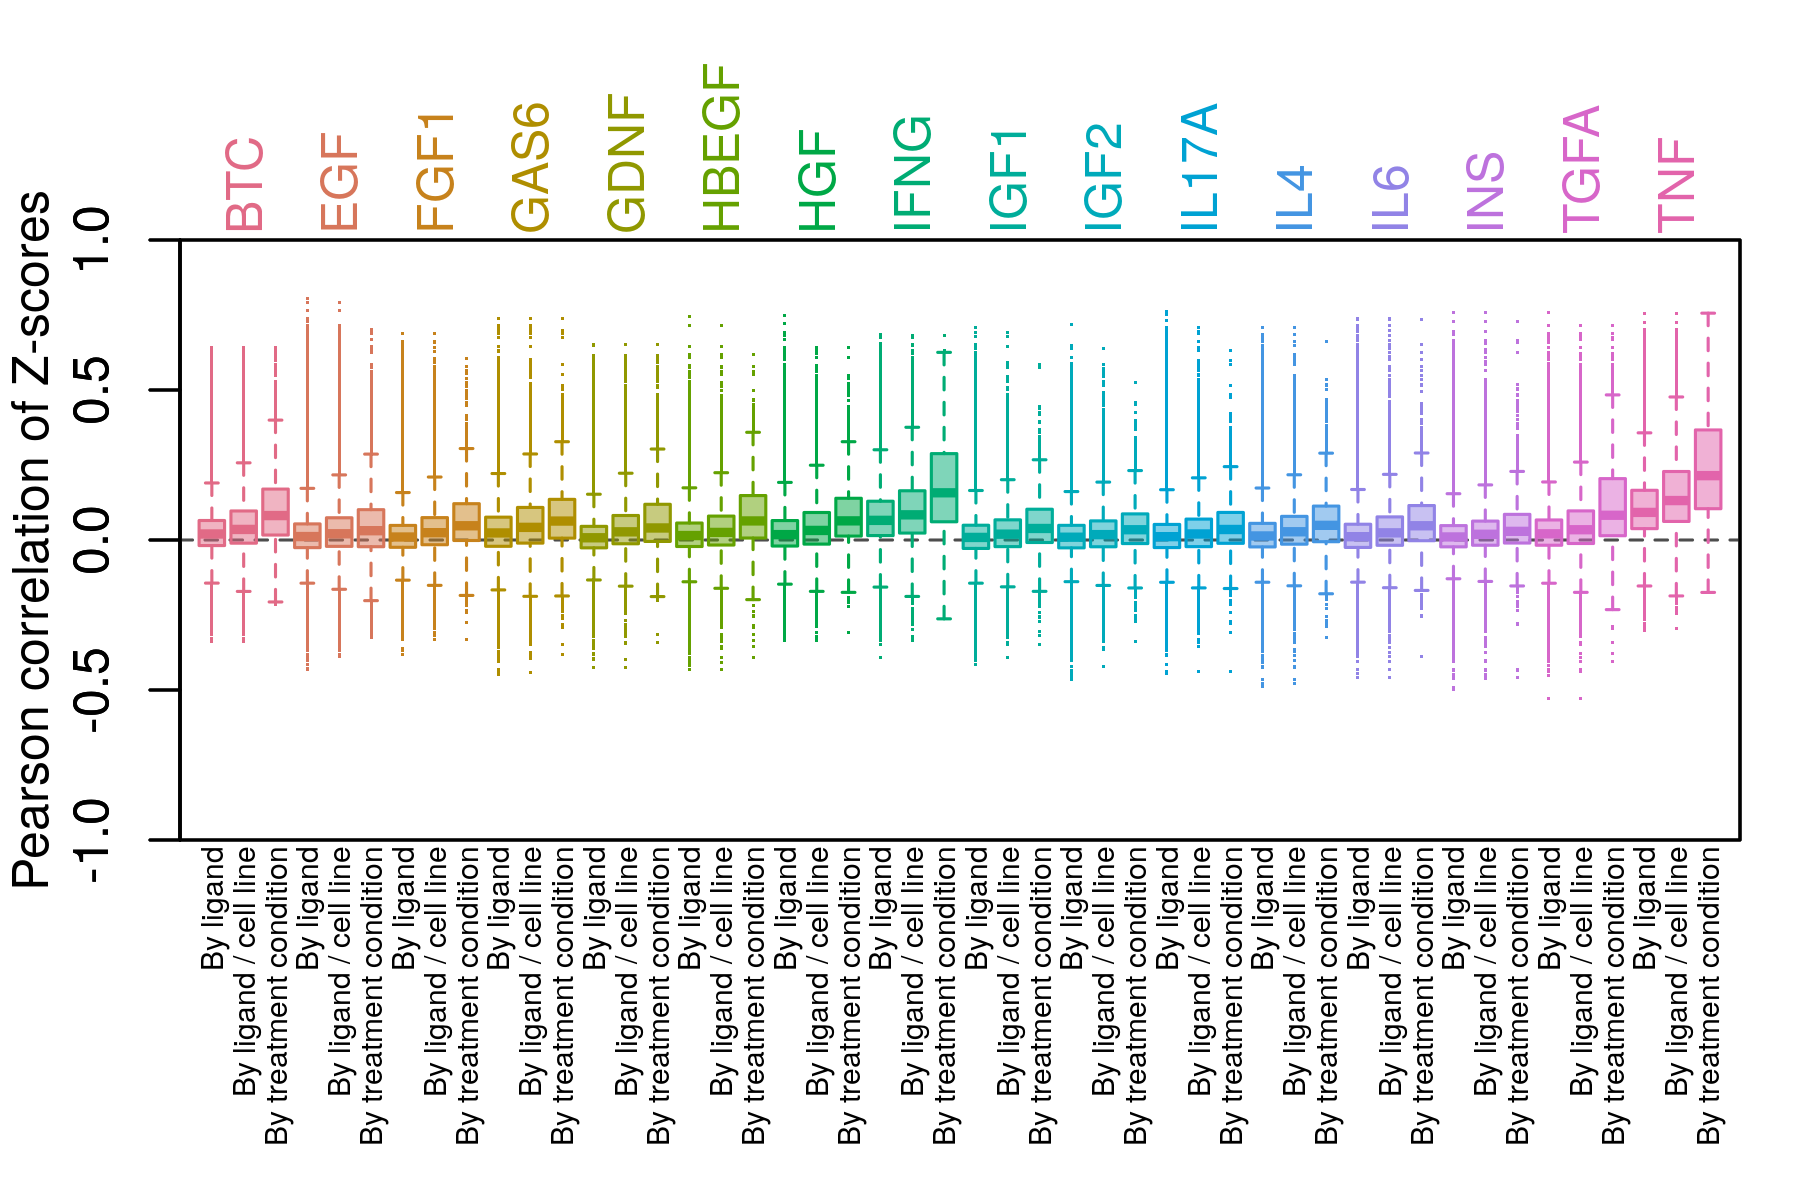 BTC
EGF
FGF1
GAS6
GDNF
HBEGF
HGF
IFNG
IGF1
IGF2
IL17A
IL4
IL6
INS
TGFA
TNF
Pearson correlation of Z-scores
1.0
0.5
0.0
-0.5
-1.0
By ligand
By ligand / cell line
By treatment condition
By ligand
By ligand / cell line
By treatment condition
By ligand
By ligand / cell line
By treatment condition
By ligand
By ligand / cell line
By treatment condition
By ligand
By ligand / cell line
By treatment condition
By ligand
By ligand / cell line
By treatment condition
By ligand
By ligand / cell line
By treatment condition
By ligand
By ligand / cell line
By treatment condition
By ligand
By ligand / cell line
By treatment condition
By ligand
By ligand / cell line
By treatment condition
By ligand
By ligand / cell line
By treatment condition
By ligand
By ligand / cell line
By treatment condition
By ligand
By ligand / cell line
By treatment condition
By ligand
By ligand / cell line
By treatment condition
By ligand
By ligand / cell line
By treatment condition
By ligand
By ligand / cell line
By treatment condition